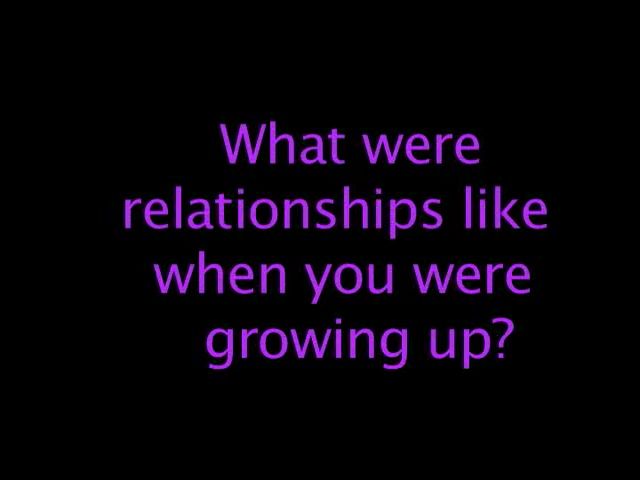 What were
relationships like
when you were
growing up?